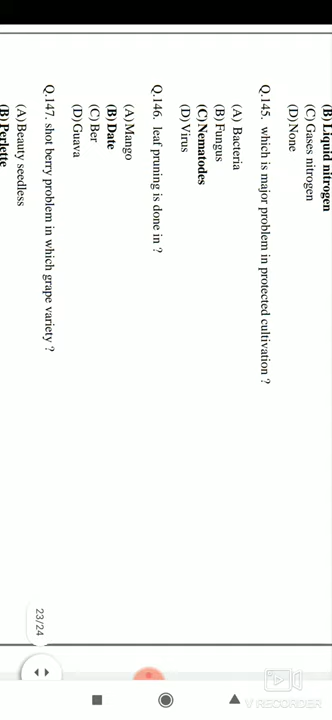 (B) Liquid nitrogen
(C) Gases nitrogen
(D) None
Q.145. which is major problem in protected cultivation ?
(A) Bacteria
(B) Fungus
(C) Nematodes
(D) Virus
Q.146. leaf pruning is done in ?
(A) Mango
(B) Date
(C) Ber
(D) Guava
Q.147. shot berry problem in which grape variety ?
(A) Beauty seedless
(B) Perlette
23/24
V RECORDER